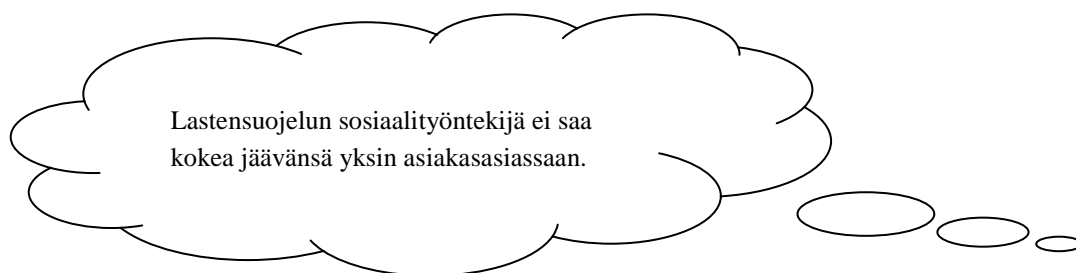 Lastensuojelun sosiaalityöntekijä ei saa
kokea jäävänsä yksin asiakasasiassaan.